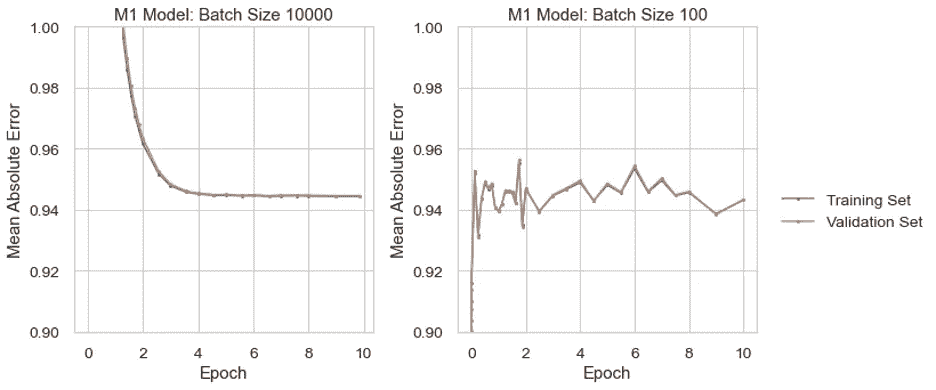 M1 Model: Batch Size 10000
Mean Absolute Error
1.00
0.98
0.96
0.94
0.92
0.90
0 2 4 6 8 10
Epoch
M1 Model: Batch Size 100
Mean Absolute Error
1.00
0.98
0.96
0.94
0.92
0.90
0 2 4 6 8 10
Epoch
Training Set
Validation Set